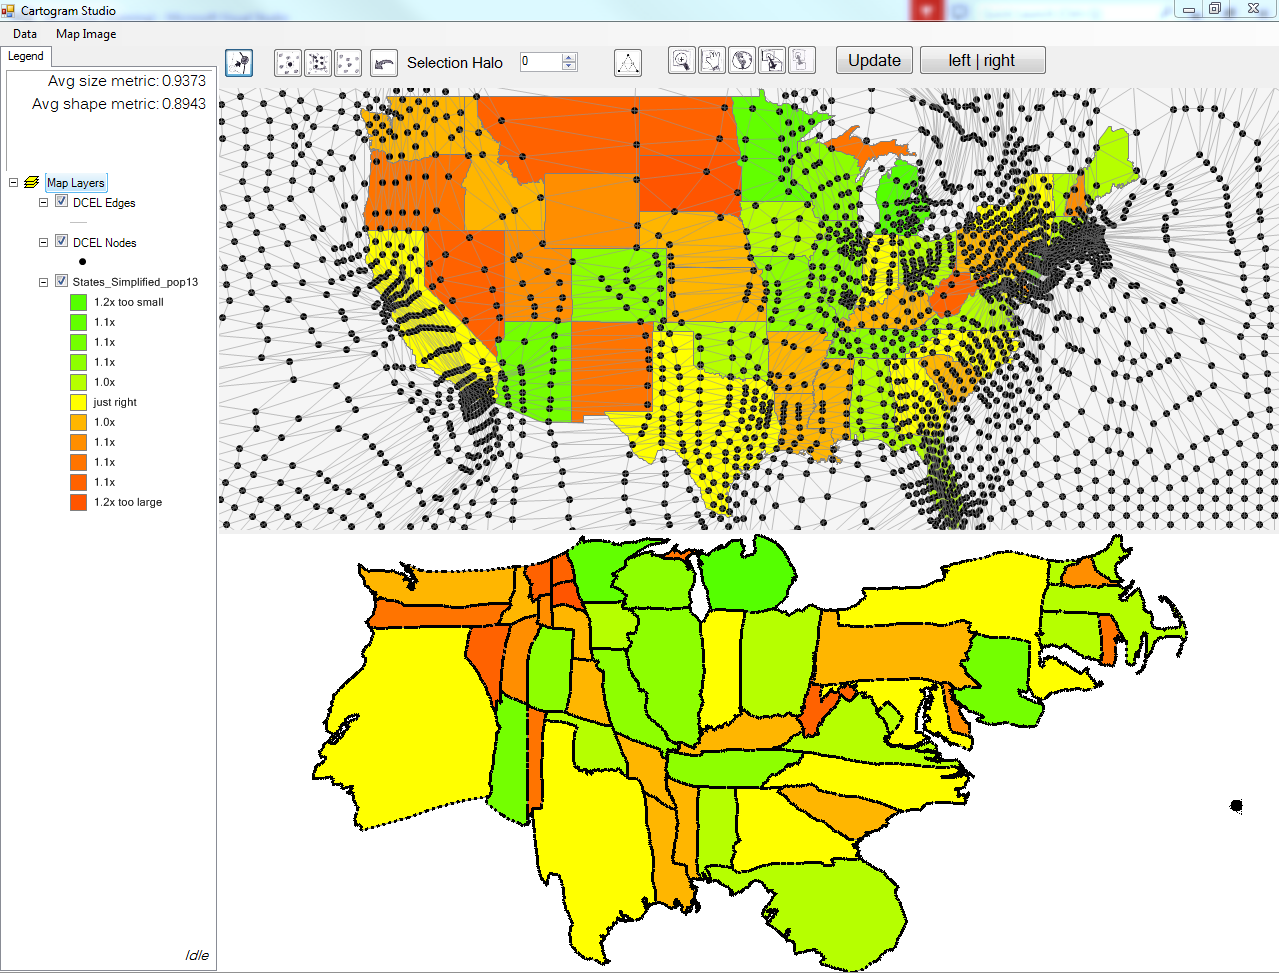 Cartogram Studio
Data Map Image
Legend
Selection Halo 0 Update left | right
Avg size metric: 0.9373
Avg shape metric: 0.8943
Map Layers
DCEL Edges
DCEL Nodes
States_Simplified_pop13
1.2x too small
1.1x
1.1x
1.1x
1.0x
just right
1.0x
1.1x
1.1x
1.1x
1.2x too large
Idle